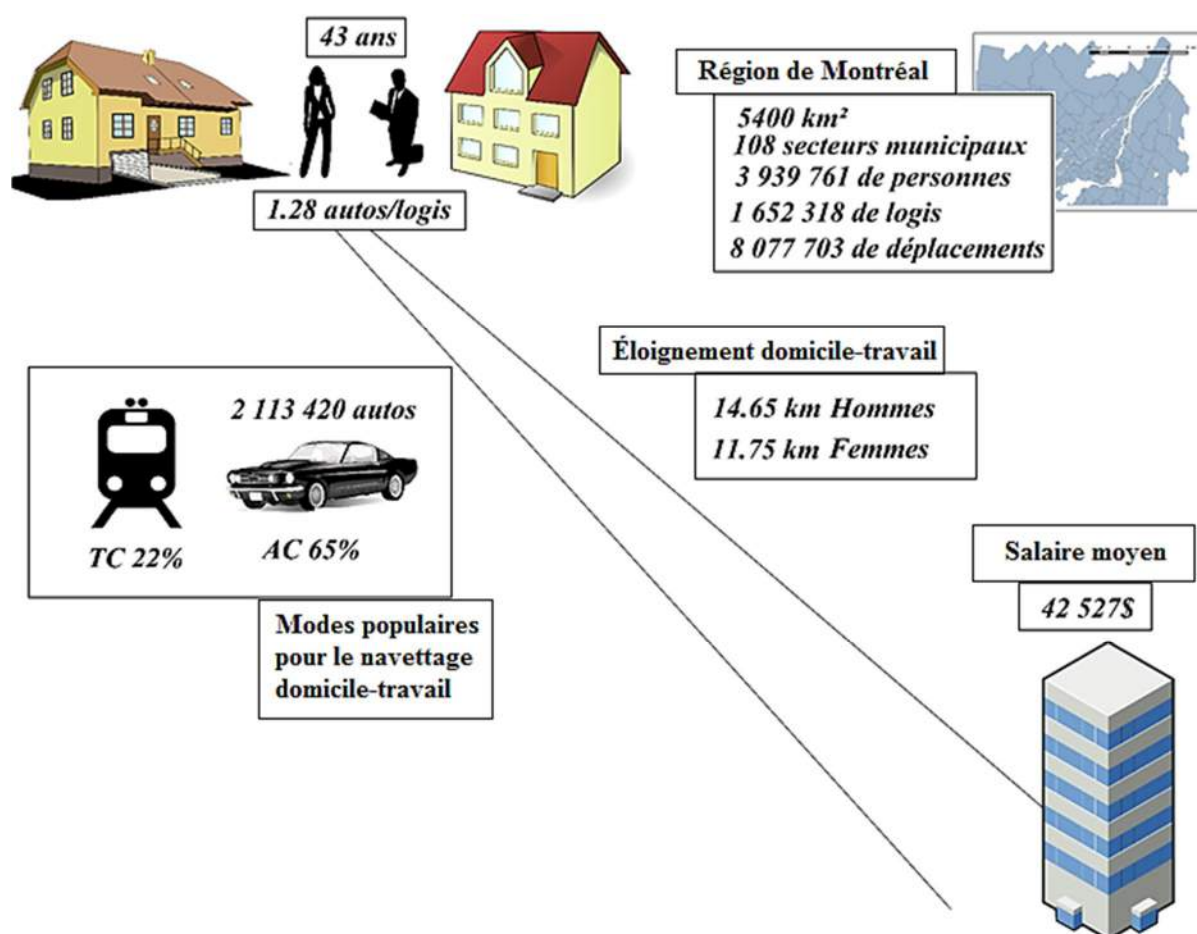 43 ans
1.28 autos/logis
Région de Montréal
5400 km²
108 secteurs municipaux
3 939 761 de personnes
1 652 318 de logis
8 077 703 de déplacements
Éloignement domicile-travail
14.65 km Hommes
11.75 km Femmes
2 113 420 autos
TC 22%
AC 65%
Modes populaires
pour le navettage
domicile-travail
Salaire moyen
42 527$